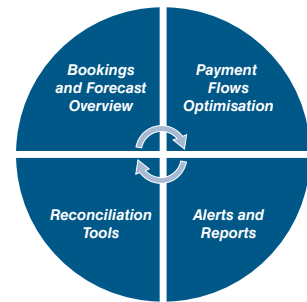 Bookings
and Forecast
Overview
Payment
Flows
Optimisation
Reconciliation
Tools
Alerts and
Reports